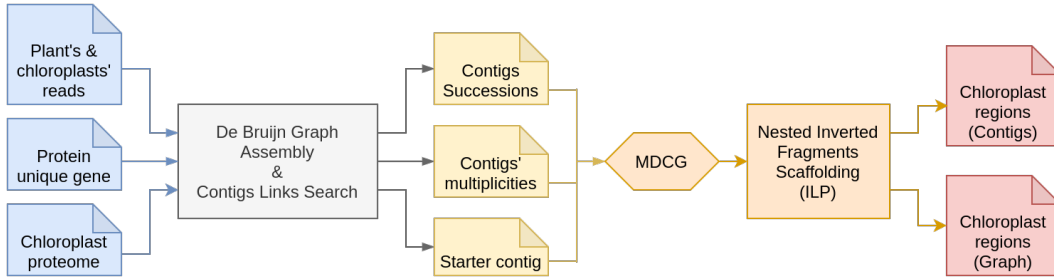 Plant's &
chloroplasts'
reads
Protein
unique gene
Chloroplast
proteome
De Bruijn Graph
Assembly
&
Contigs Links Search
Contigs
Successions
Contigs'
multiplicities
Starter contig
MDCG
Nested Inverted
Fragments
Scaffolding
(ILP)
Chloroplast
regions
(Contigs)
Chloroplast
regions
(Graph)